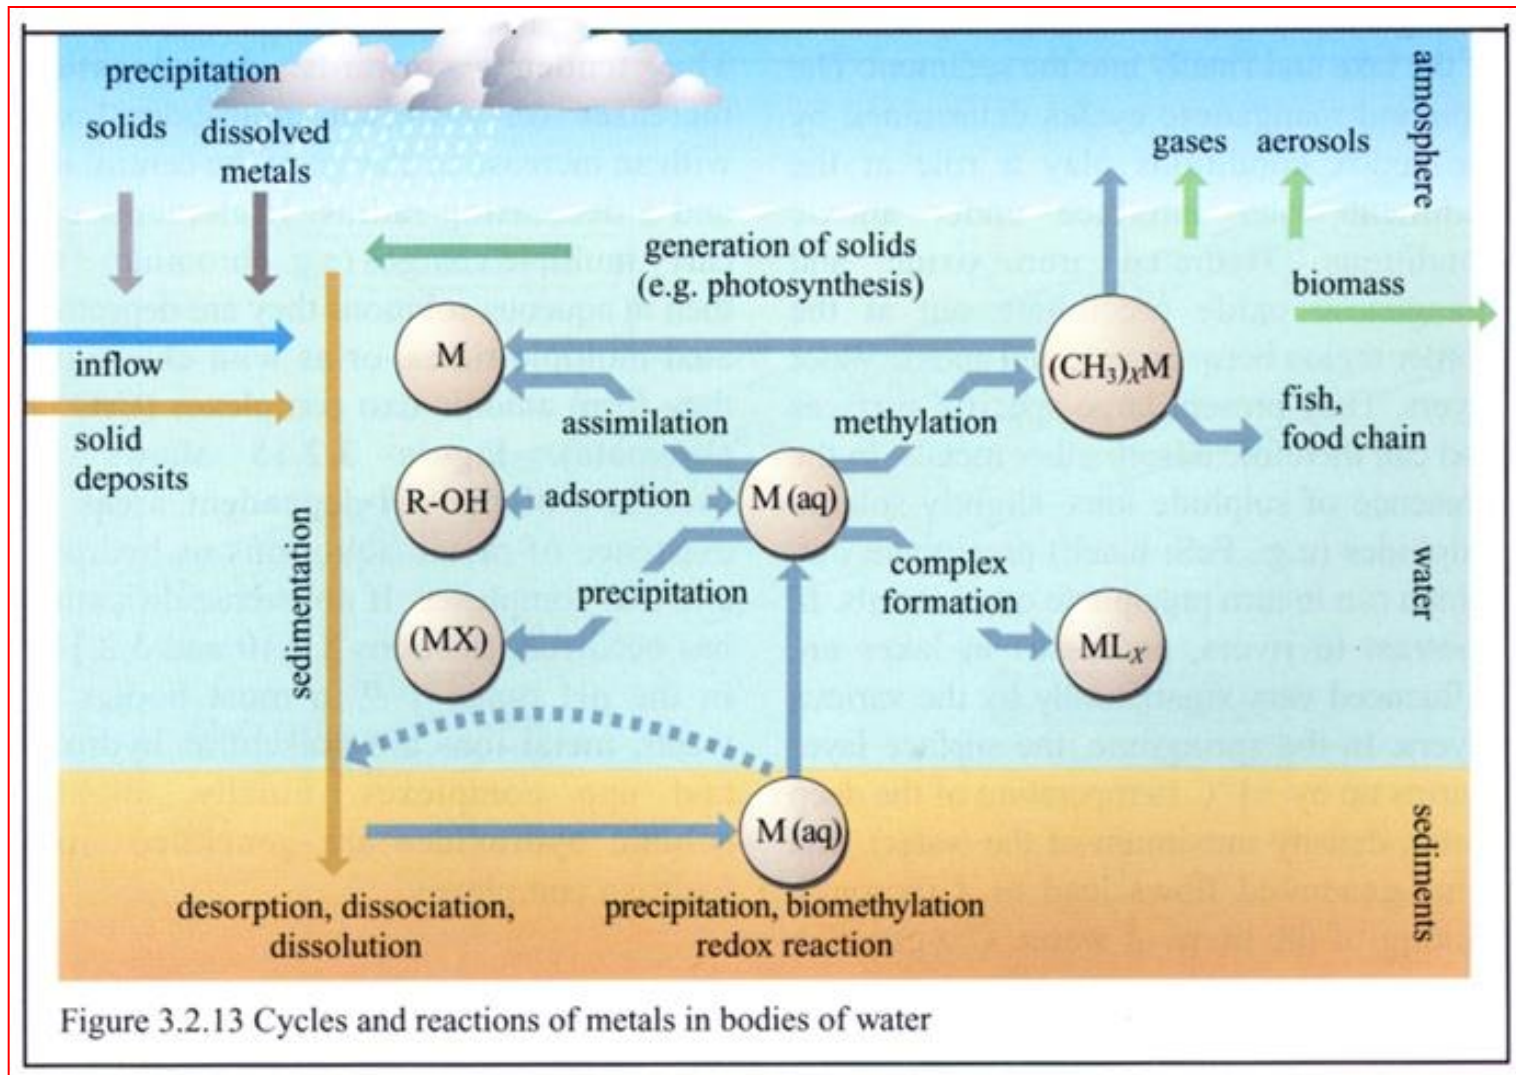 precipitation
solids
dissolved
metals
gases
aerosols
atmosphere
generation of solids
(e.g. photosynthesis)
biomass
inflow
solid
deposits
M
(CH₃)ₓM
fish,
food chain
assimilation
methylation
R-OH
adsorption
M (aq)
water
sedimentation
precipitation
complex
formation
(MX)
MLₓ
M (aq)
sediments
desorption, dissociation,
dissolution
precipitation, biomethylation
redox reaction
Figure 3.2.13 Cycles and reactions of metals in bodies of water